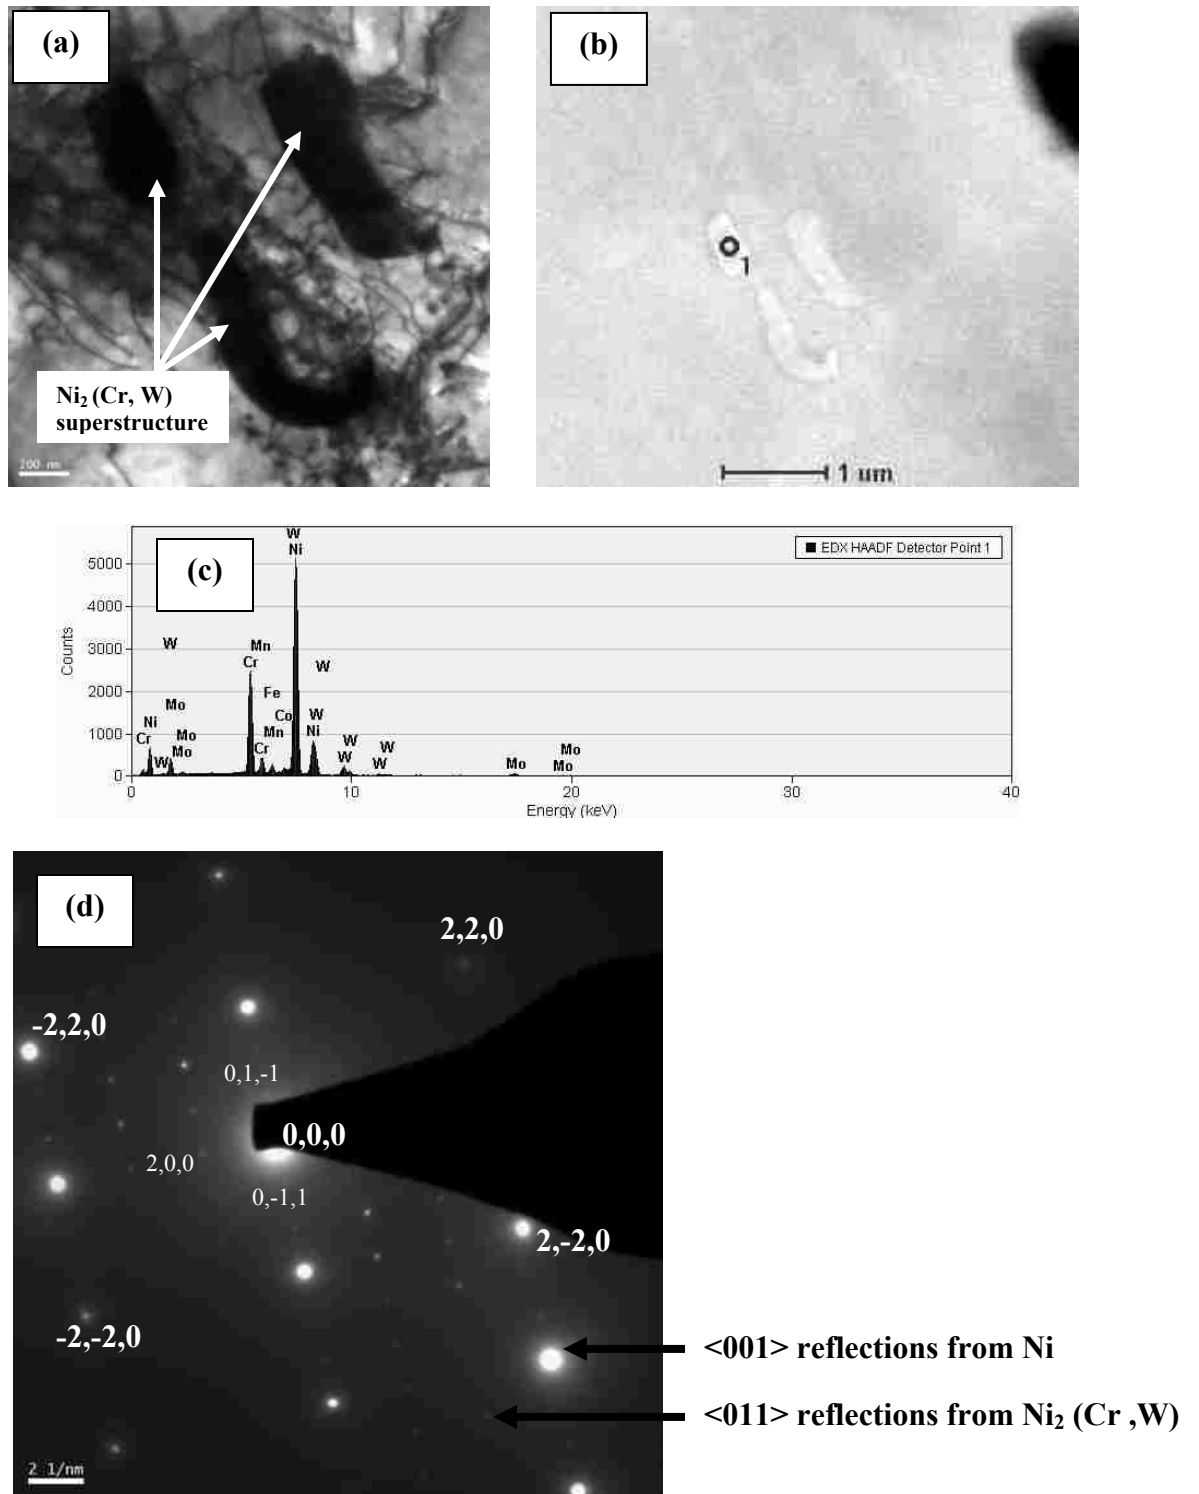 (a)
Ni₂ (Cr, W)
superstructure
200 nm
(b)
1
1 um
(c)
EDX HAADF Detector Point 1
Counts
5000
4000
3000
2000
1000
0
W
Ni
W
Mn
Cr
W
Mo
Fe
Ni
Co
W
Cr
Mo
Mn
Ni
W
W
Mo
Cr
W
W
W
Mo
Mo
Mo
0
10
20
30
40
Energy (keV)
(d)
2,2,0
-2,2,0
0,1,-1
0,0,0
2,0,0
0,-1,1
2,-2,0
-2,-2,0
<001> reflections from Ni
<011> reflections from Ni₂ (Cr ,W)
2 1/nm